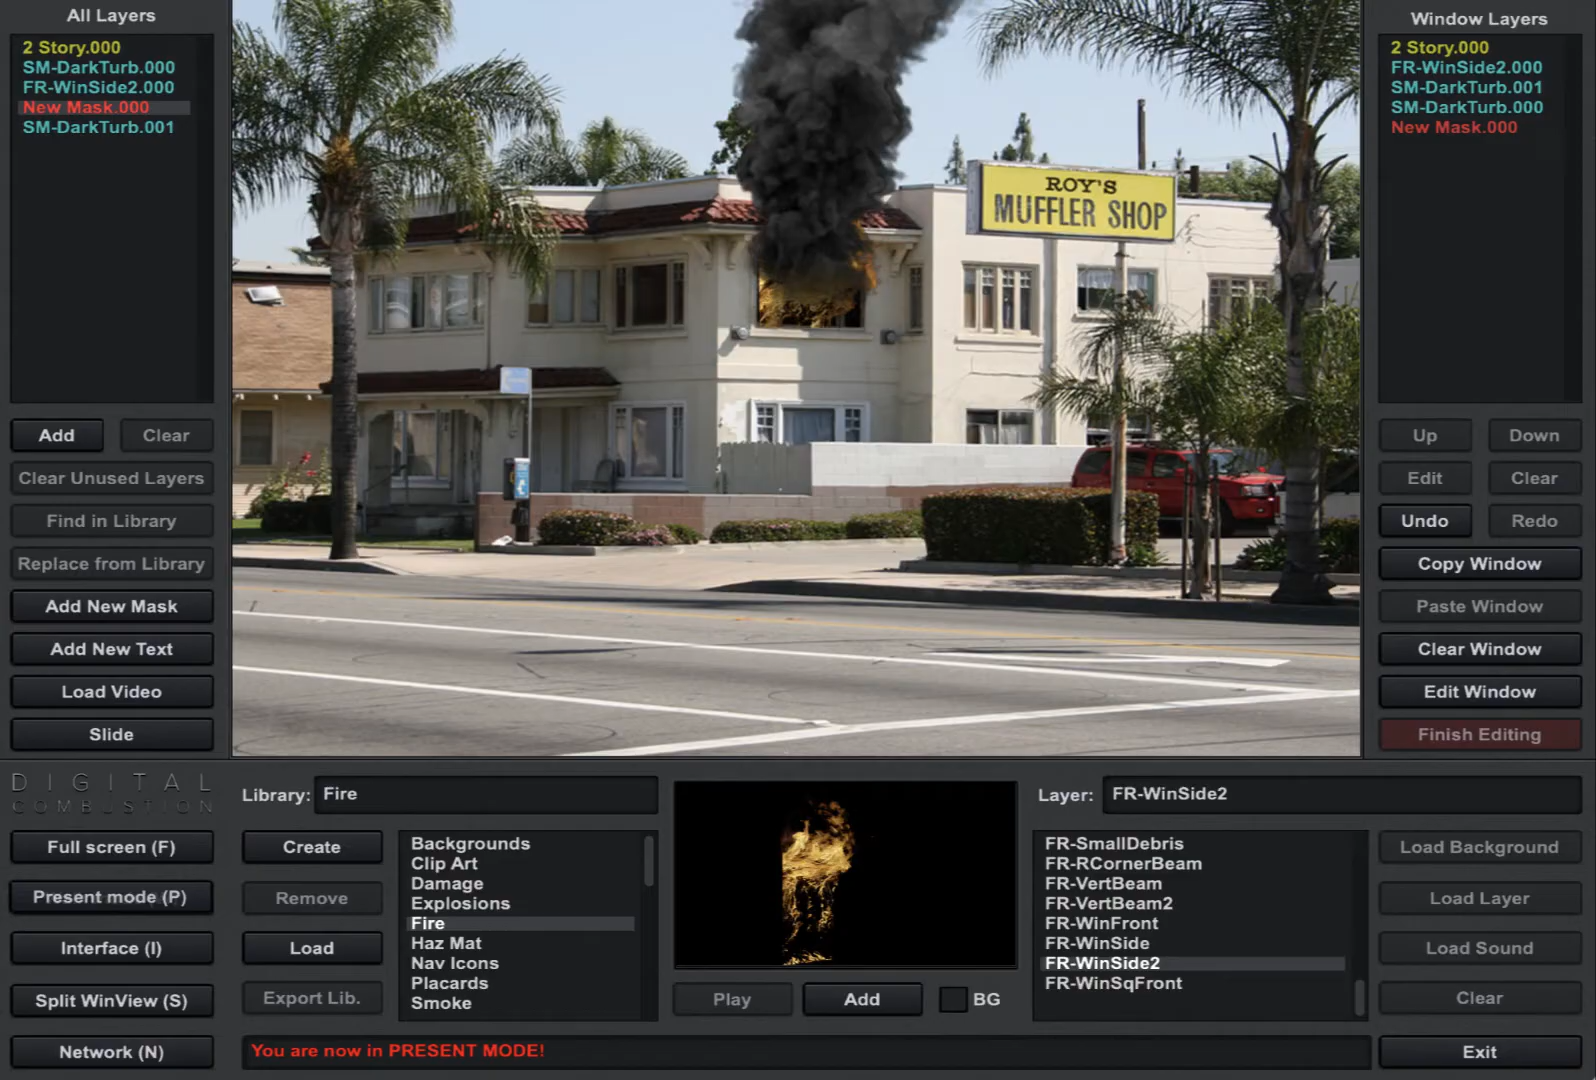 All Layers
2 Story.000
SM-DarkTurb.000
FR-WinSide2.000
New Mask.000
SM-DarkTurb.001
Add
Clear
Clear Unused Layers
Find in Library
Replace from Library
Add New Mask
Add New Text
Load Video
Slide
ROY'S
MUFFLER SHOP
Window Layers
2 Story.000
FR-WinSide2.000
SM-DarkTurb.001
SM-DarkTurb.000
New Mask.000
Up
Down
Edit
Clear
Undo
Redo
Copy Window
Paste Window
Clear Window
Edit Window
Finish Editing
DIGITAL
COMBUSTION
Full screen (F)
Present mode (P)
Interface (I)
Split WinView (S)
Network (N)
Library: Fire
Create
Remove
Load
Export Lib.
Backgrounds
Clip Art
Damage
Explosions
Fire
Haz Mat
Nav Icons
Placards
Smoke
Play
Add
BG
Layer: FR-WinSide2
FR-SmallDebris
FR-RCornerBeam
FR-VertBeam
FR-VertBeam2
FR-WinFront
FR-WinSide
FR-WinSide2
FR-WinSqFront
Load Background
Load Layer
Load Sound
Clear
You are now in PRESENT MODE!
Exit